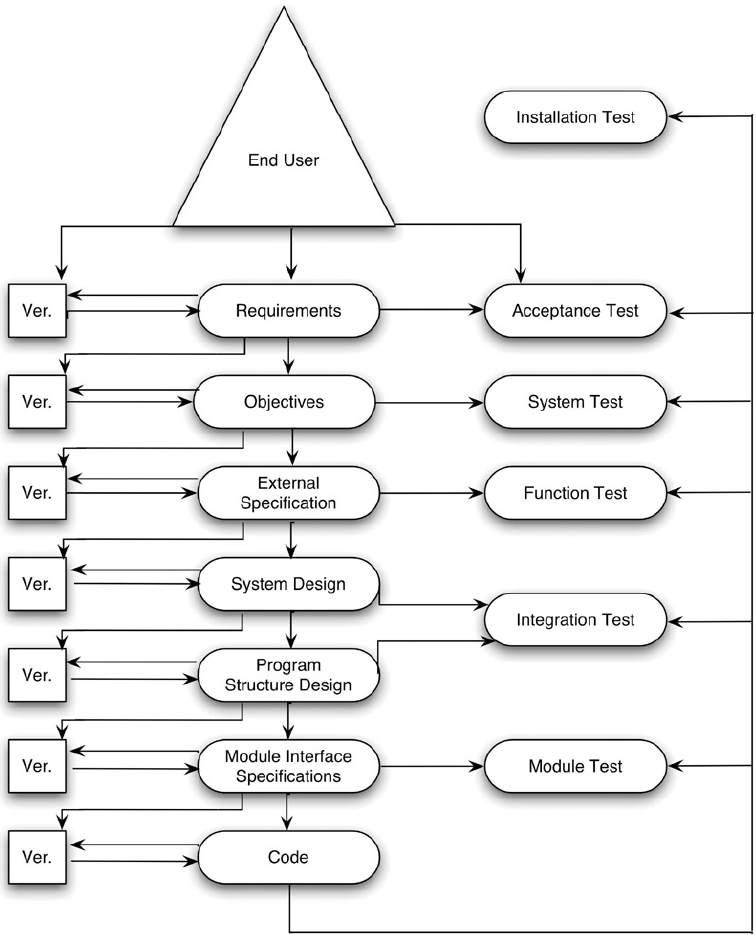 End User
Installation Test
Ver.
Requirements
Acceptance Test
Ver.
Objectives
System Test
Ver.
External
Specification
Function Test
Ver.
System Design
Integration Test
Ver.
Program
Structure Design
Ver.
Module Interface
Specifications
Module Test
Ver.
Code